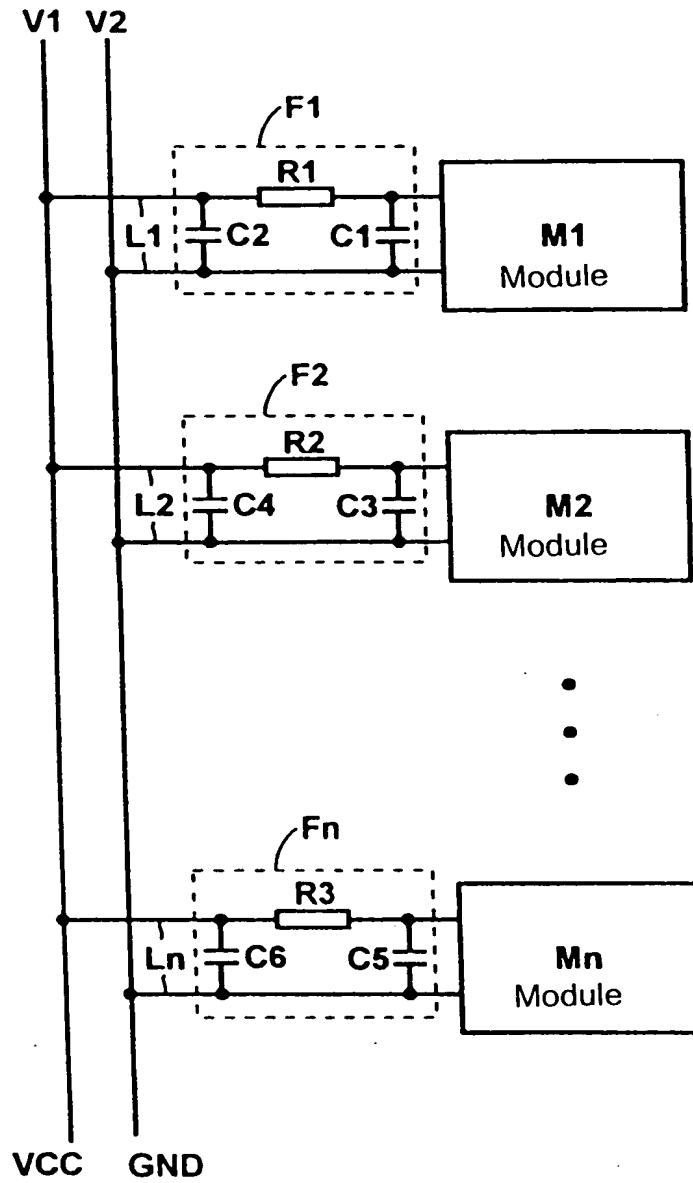 V1 V2
F1
R1
L1 C2 C1 M1
Module
F2
R2
L2 C4 C3 M2
Module
Fn
R3
Ln C6 C5 Mn
Module
VCC GND